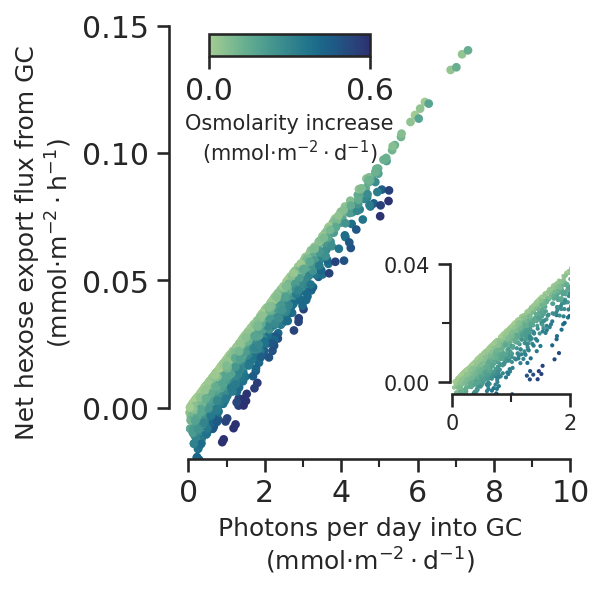 0.15
0.10
0.05
0.00
Net hexose export flux from GC
(mmol·m⁻² · h⁻¹)
0.0 0.6
Osmolarity increase
(mmol·m⁻² · d⁻¹)
0.04
0.00
0 2
0 2 4 6 8 10
Photons per day into GC
(mmol·m⁻² · d⁻¹)